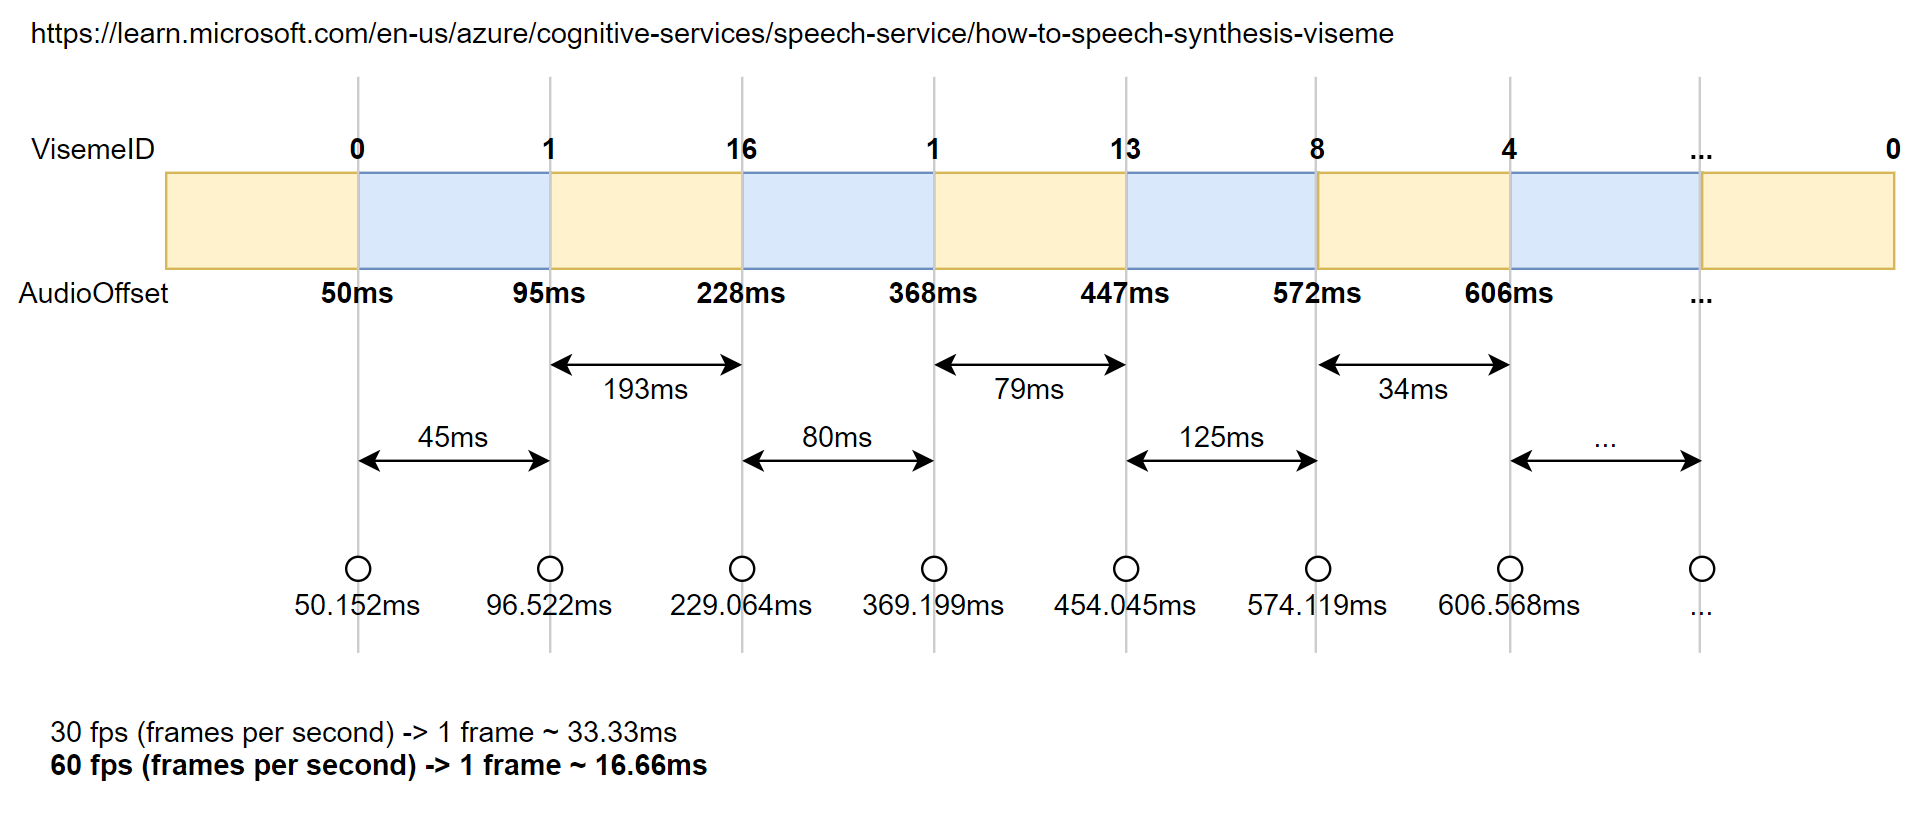 https://learn.microsoft.com/en-us/azure/cognitive-services/speech-service/how-to-speech-synthesis-viseme
VisemeID 0 1 16 1 13 8 4 ... 0
AudioOffset 50ms 95ms 228ms 368ms 447ms 572ms 606ms ...
193ms 79ms 34ms
45ms 80ms 125ms ...
50.152ms 96.522ms 229.064ms 369.199ms 454.045ms 574.119ms 606.568ms ...
30 fps (frames per second) -> 1 frame ~ 33.33ms
60 fps (frames per second) -> 1 frame ~ 16.66ms